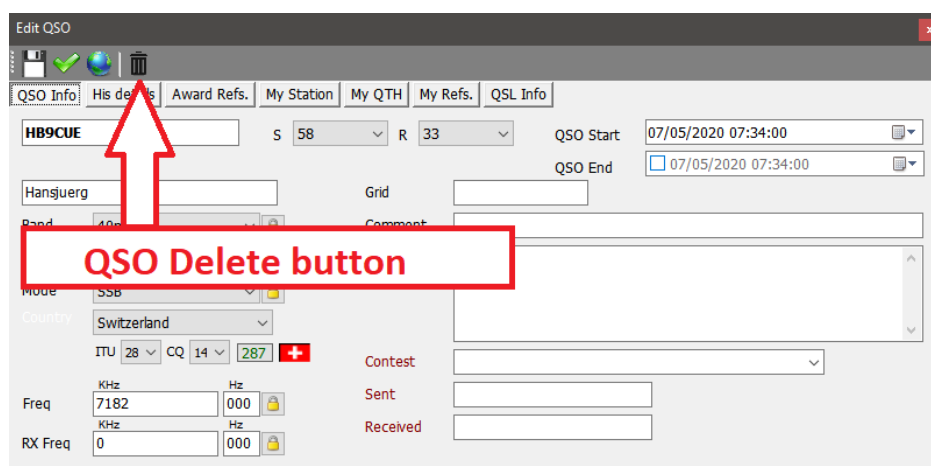 Edit QSO
x
QSO Info His details Award Refs. My Station My QTH My Refs. QSL Info
HB9CUE S 58 R 33 QSO Start 07/05/2020 07:34:00
QSO End 07/05/2020 07:34:00
Hansjuerg Grid
Band 40m Comment
QSO Delete button
Mode SSB
Country Switzerland
ITU 28 CQ 14 287
Contest
KHz Hz
Freq 7182 000 Sent
KHz Hz
Received
RX Freq 0 000